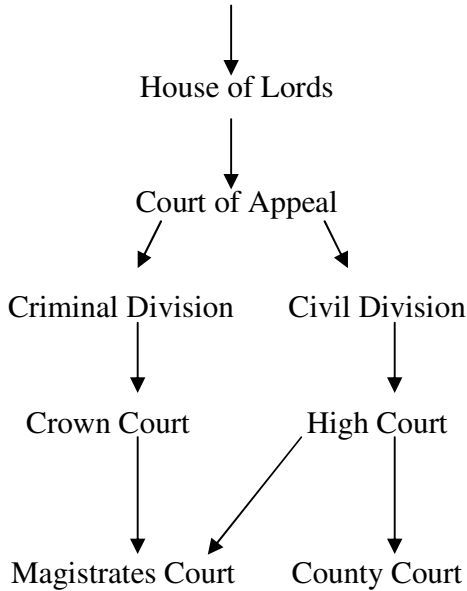 House of Lords
Court of Appeal
Criminal Division Civil Division
Crown Court High Court
Magistrates Court County Court